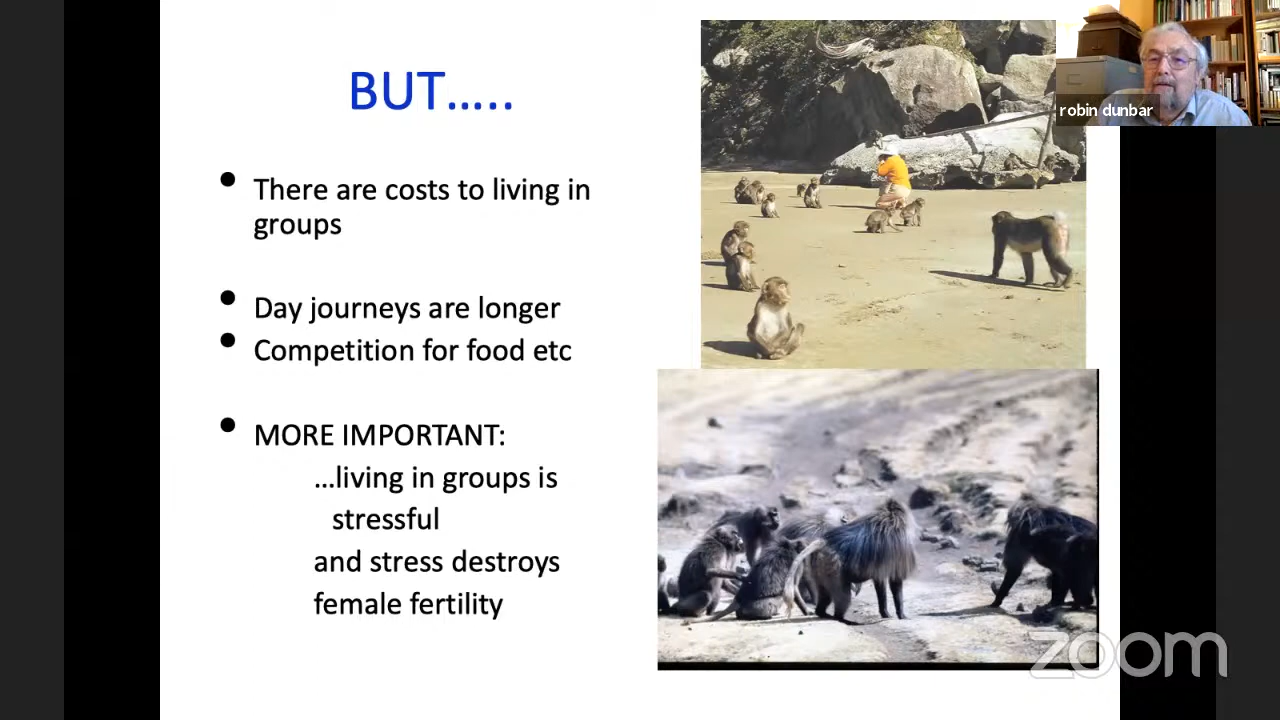 BUT…..
robin dunbar
• There are costs to living in
groups
• Day journeys are longer
• Competition for food etc
• MORE IMPORTANT:
…living in groups is
stressful
and stress destroys
female fertility
zoom